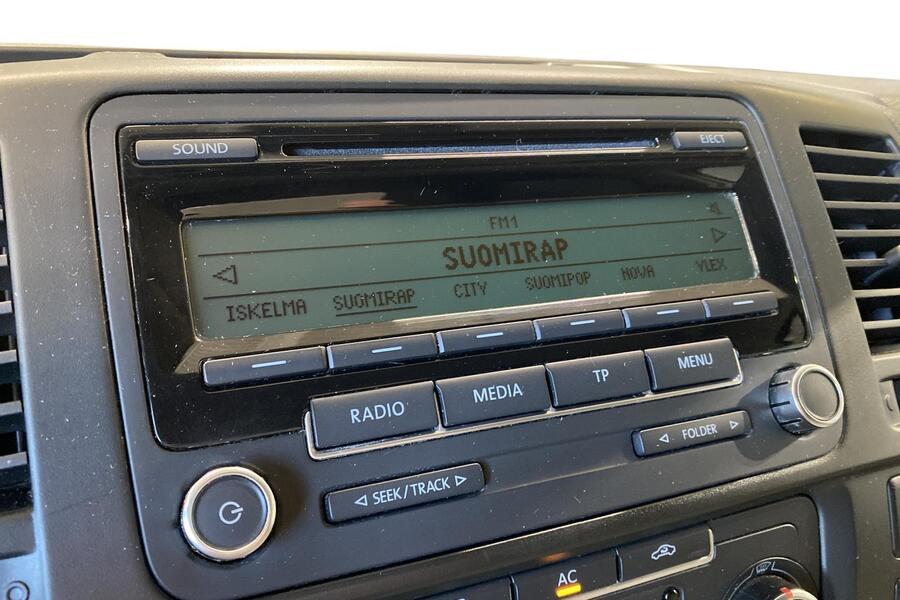 SOUND EJECT
FM1
SUOMIRAP
ISKELMA SUOMIRAP CITY SUOMIPOP NOVA YLEX
RADIO MEDIA TP MENU
SEEK/TRACK FOLDER
AC